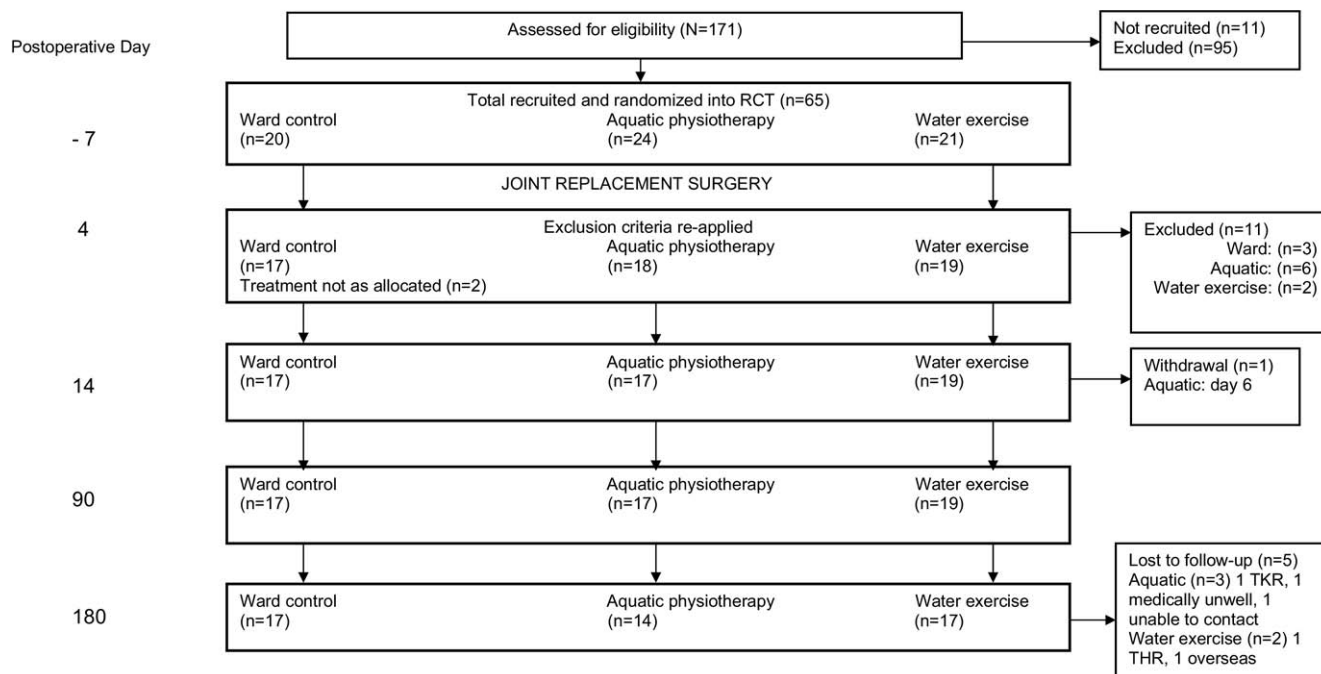 Assessed for eligibility (N=171)
Not recruited (n=11)
Excluded (n=95)
Postoperative Day
Total recruited and randomized into RCT (n=65)
Ward control
(n=20)
Aquatic physiotherapy
(n=24)
Water exercise
(n=21)
- 7
JOINT REPLACEMENT SURGERY
4
Exclusion criteria re-applied
Ward control
(n=17)
Treatment not as allocated (n=2)
Aquatic physiotherapy
(n=18)
Water exercise
(n=19)
Excluded (n=11)
Ward: (n=3)
Aquatic: (n=6)
Water exercise: (n=2)
14
Ward control
(n=17)
Aquatic physiotherapy
(n=17)
Water exercise
(n=19)
Withdrawal (n=1)
Aquatic: day 6
90
Ward control
(n=17)
Aquatic physiotherapy
(n=17)
Water exercise
(n=19)
180
Ward control
(n=17)
Aquatic physiotherapy
(n=14)
Water exercise
(n=17)
Lost to follow-up (n=5)
Aquatic (n=3) 1 TKR, 1
medically unwell, 1
unable to contact
Water exercise (n=2) 1
THR, 1 overseas